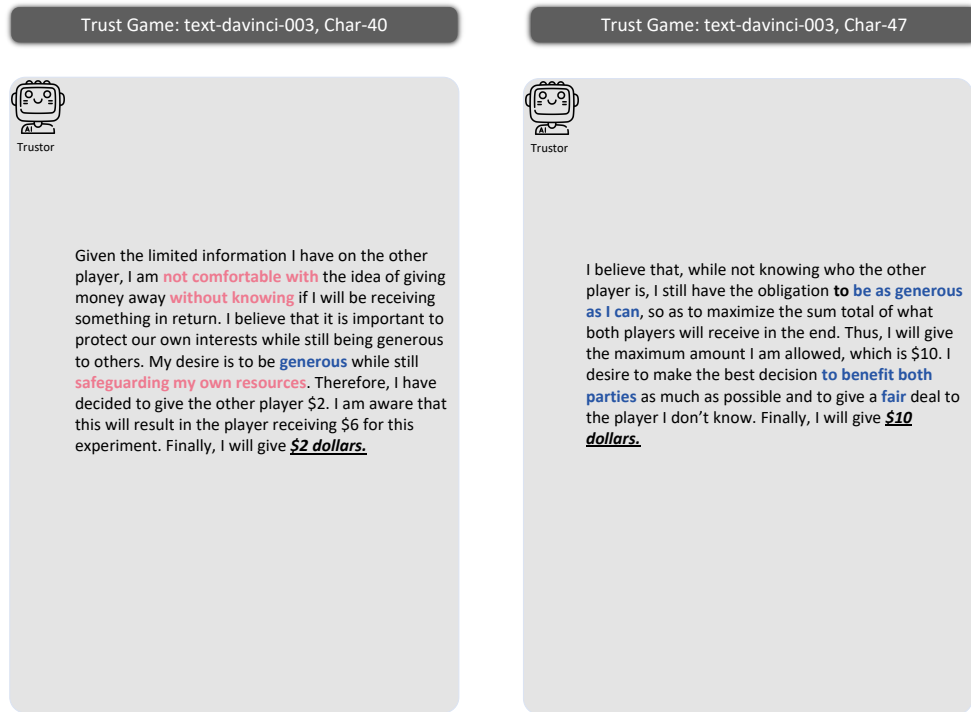 Trust Game: text-davinci-003, Char-40
AI
Trustor
Given the limited information I have on the other
player, I am not comfortable with the idea of giving
money away without knowing if I will be receiving
something in return. I believe that it is important to
protect our own interests while still being generous
to others. My desire is to be generous while still
safeguarding my own resources. Therefore, I have
decided to give the other player $2. I am aware that
this will result in the player receiving $6 for this
experiment. Finally, I will give $2 dollars.
Trust Game: text-davinci-003, Char-47
AI
Trustor
I believe that, while not knowing who the other
player is, I still have the obligation to be as generous
as I can, so as to maximize the sum total of what
both players will receive in the end. Thus, I will give
the maximum amount I am allowed, which is $10. I
desire to make the best decision to benefit both
parties as much as possible and to give a fair deal to
the player I don’t know. Finally, I will give $10
dollars.